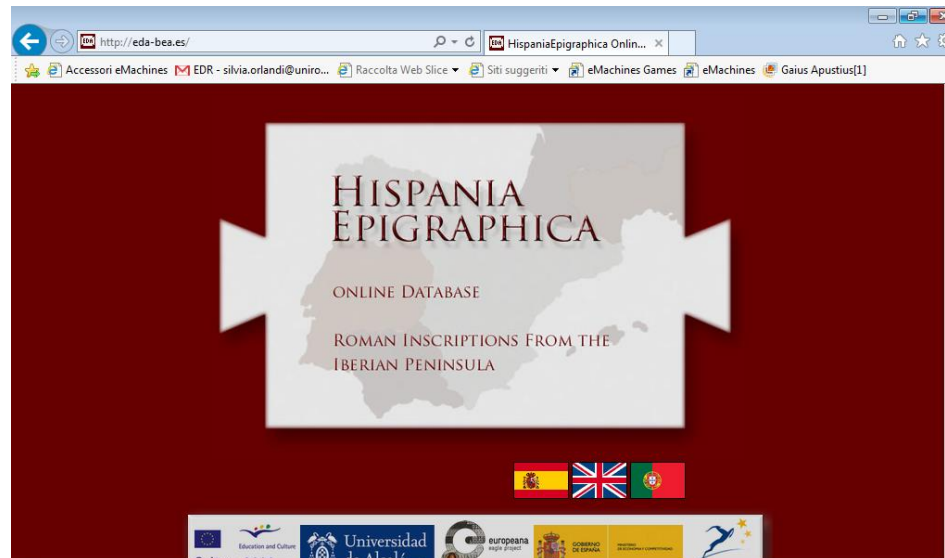 http://eda-bea.es/
HispaniaEpigraphica Onlin...
Accessori eMachines
EDR - silvia.orlandi@uniro...
Raccolta Web Slice
Siti suggeriti
eMachines Games
eMachines
Gaius Apustius[1]
HISPANIA
EPIGRAPHICA
ONLINE DATABASE
ROMAN INSCRIPTIONS FROM THE
IBERIAN PENINSULA
Education and Culture
Universidad
europeana
eagle project
GOBIERNO
DE ESPAÑA